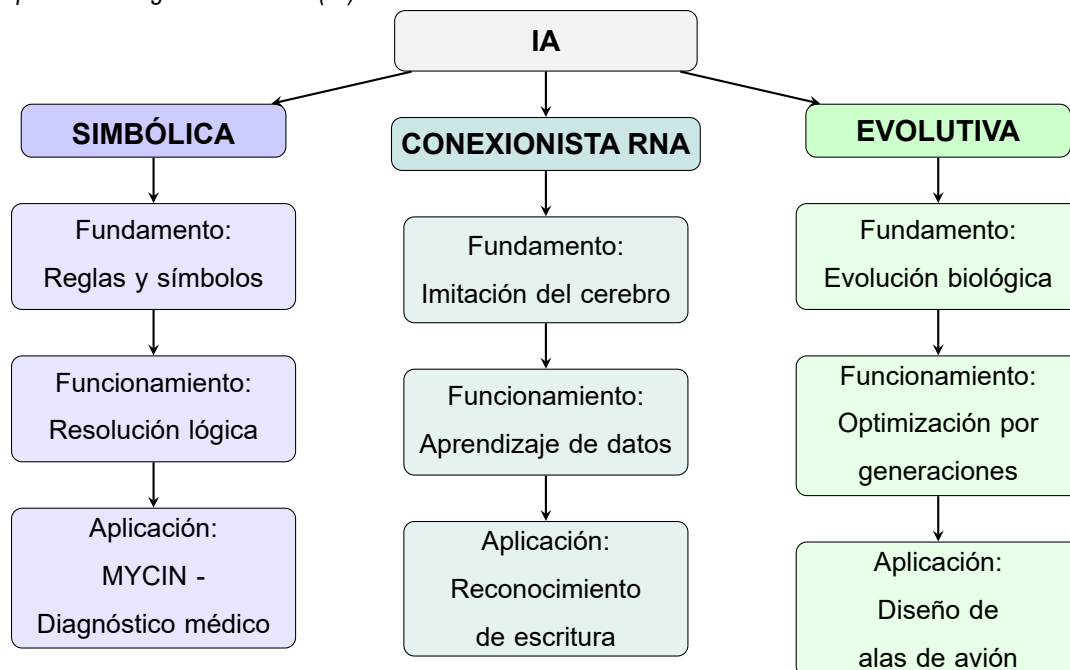 IA
SIMBÓLICA
Fundamento:
Reglas y símbolos
Funcionamiento:
Resolución lógica
Aplicación:
MYCIN -
Diagnóstico médico
CONEXIONISTA RNA
Fundamento:
Imitación del cerebro
Funcionamiento:
Aprendizaje de datos
Aplicación:
Reconocimiento
de escritura
EVOLUTIVA
Fundamento:
Evolución biológica
Funcionamiento:
Optimización por
generaciones
Aplicación:
Diseño de
alas de avión